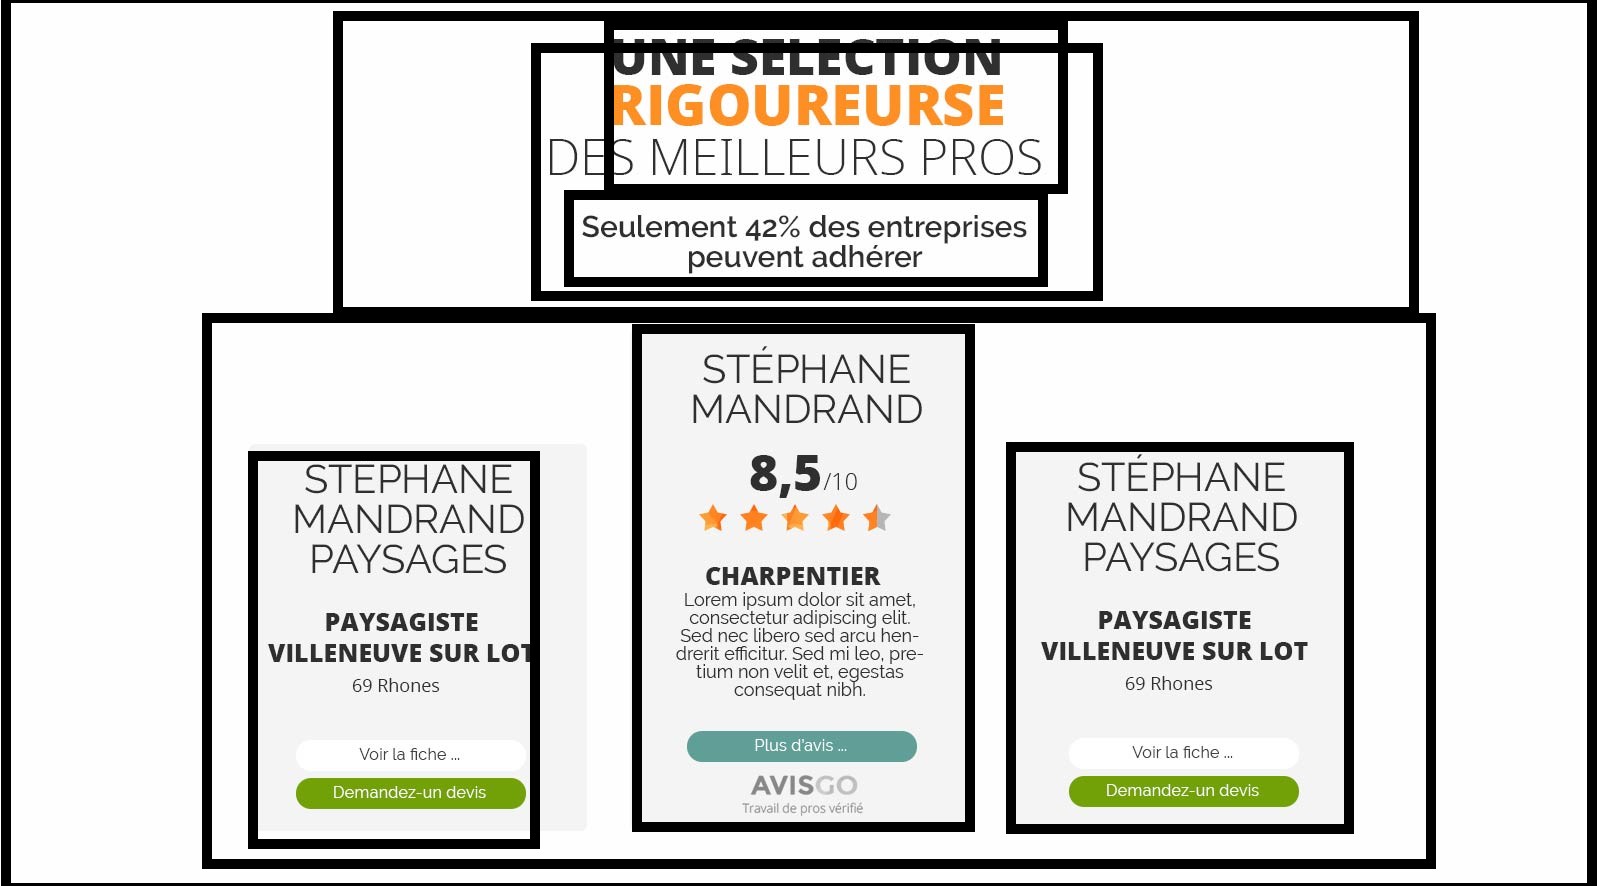 UNE SELECTION
RIGOUREURSE
DES MEILLEURS PROS
Seulement 42% des entreprises
peuvent adhérer
STEPHANE
MANDRAND
PAYSAGES
PAYSAGISTE
VILLENEUVE SUR LOT
69 Rhones
Voir la fiche ...
Demandez-un devis
STÉPHANE
MANDRAND
8,5/10
CHARPENTIER
Lorem ipsum dolor sit amet,
consectetur adipiscing elit.
Sed nec libero sed arcu hen-
drerit efficitur. Sed mi leo, pre-
tium non velit et, egestas
consequat nibh.
Plus d'avis ...
AVISGO
Travail de pros vérifié
STÉPHANE
MANDRAND
PAYSAGES
PAYSAGISTE
VILLENEUVE SUR LOT
69 Rhones
Voir la fiche ...
Demandez-un devis